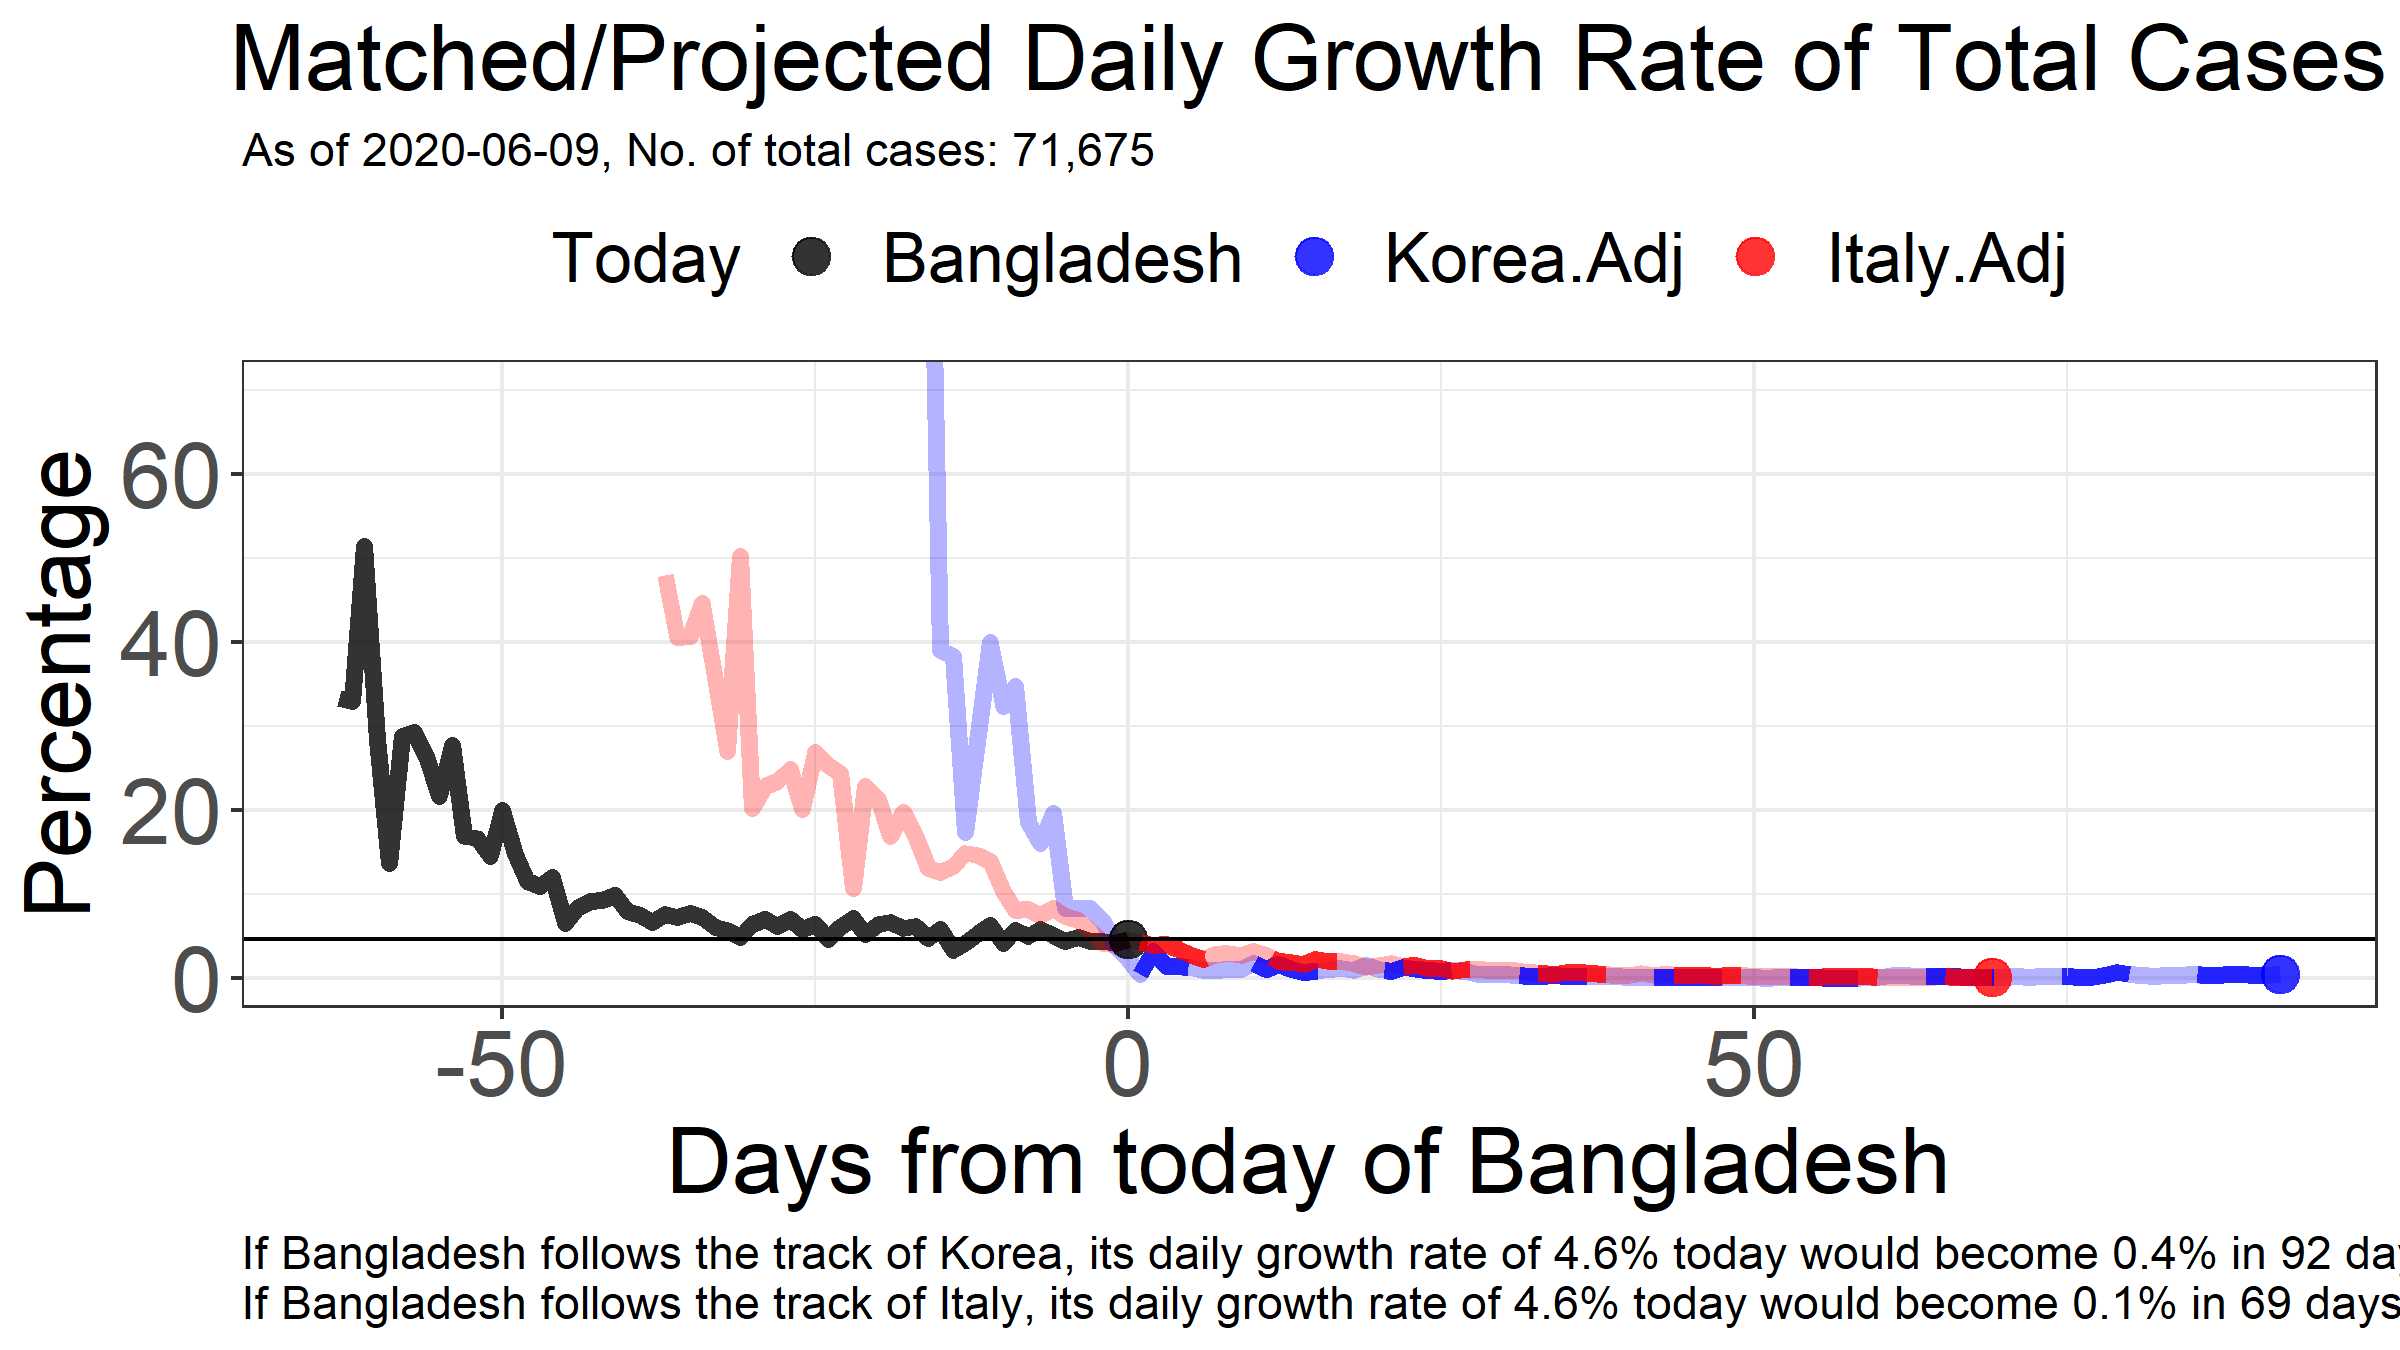 Matched/Projected Daily Growth Rate of Total Cases
As of 2020-06-09, No. of total cases: 71,675
Today Bangladesh Korea.Adj Italy.Adj
Percentage
60
40
20
0
-50 0 50
Days from today of Bangladesh
If Bangladesh follows the track of Korea, its daily growth rate of 4.6% today would become 0.4% in 92
If Bangladesh follows the track of Italy, its daily growth rate of 4.6% today would become 0.1% in 69 days